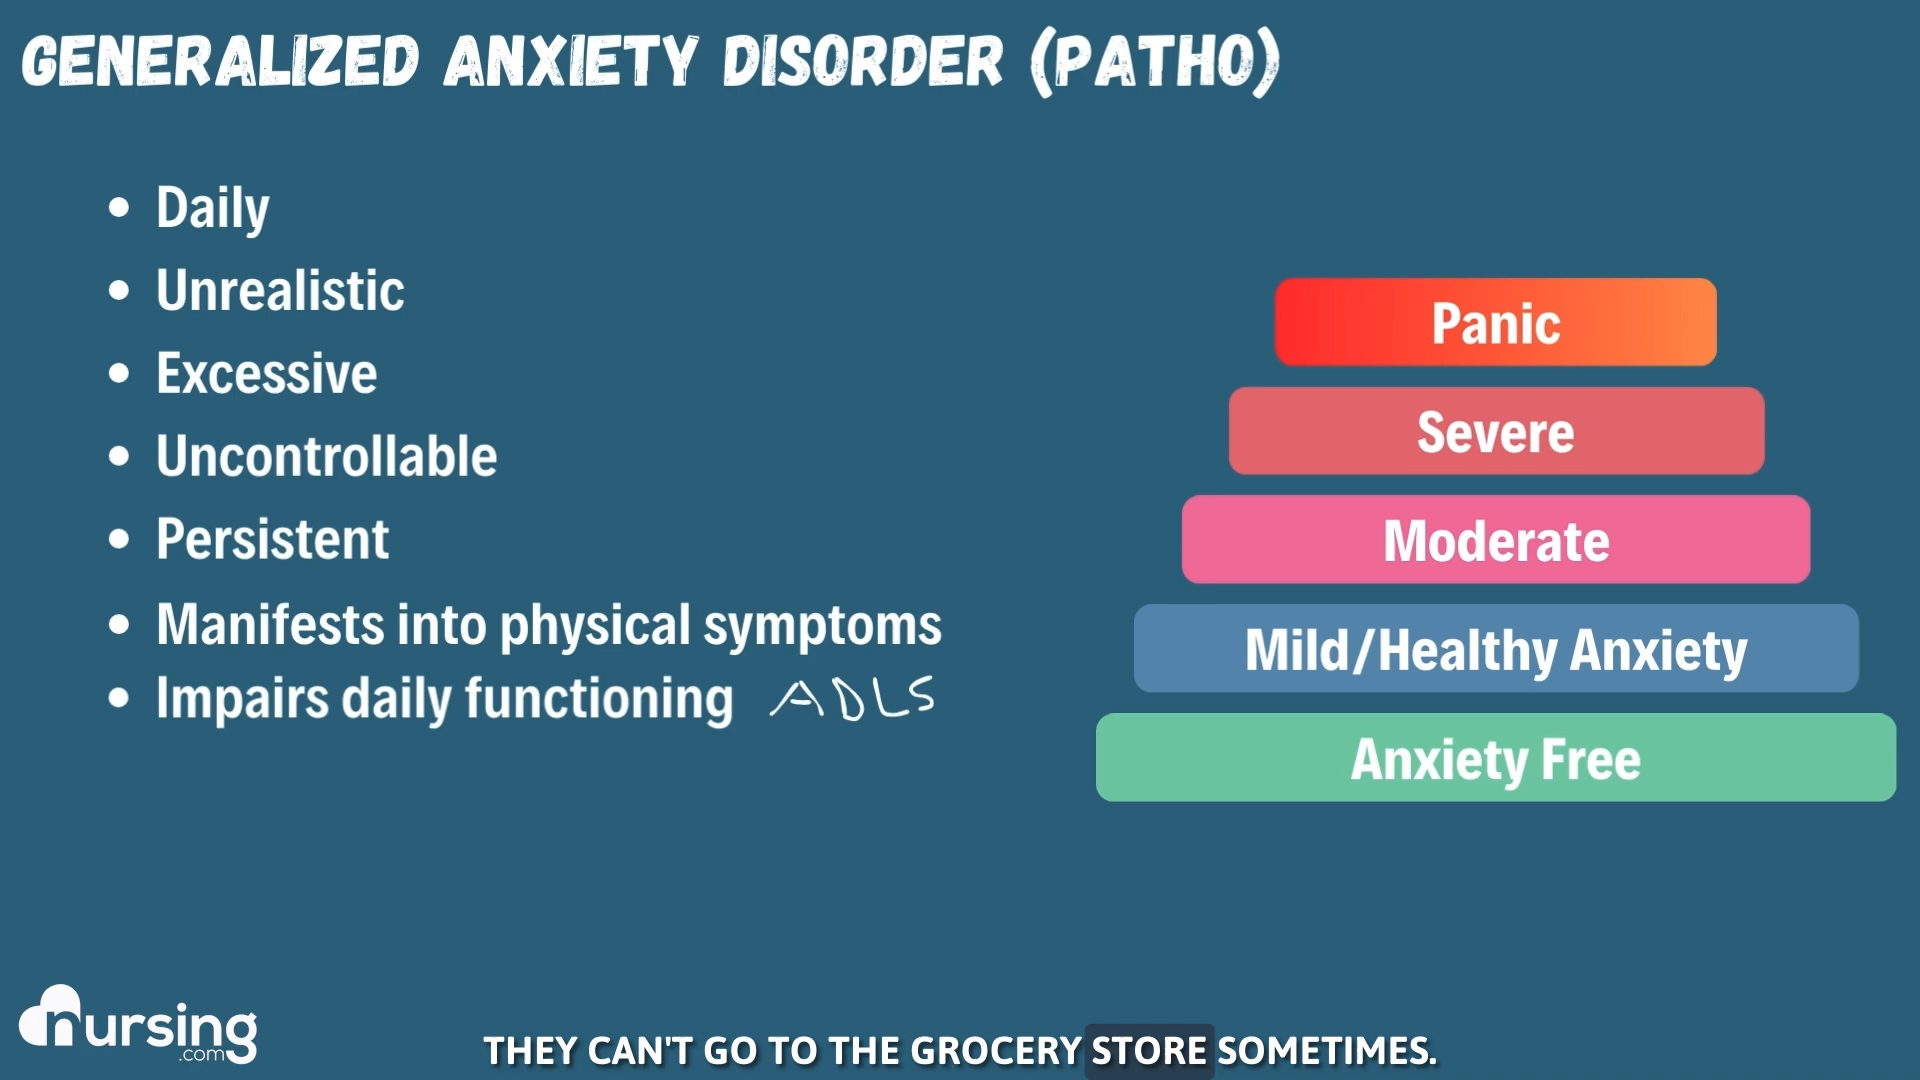 GENERALIZED ANXIETY DISORDER (PATHO)
• Daily
• Unrealistic
• Excessive
• Uncontrollable
• Persistent
• Manifests into physical symptoms
• Impairs daily functioning ADLS
Panic
Severe
Moderate
Mild/Healthy Anxiety
Anxiety Free
nursing
.com
THEY CAN'T GO TO THE GROCERY STORE SOMETIMES.